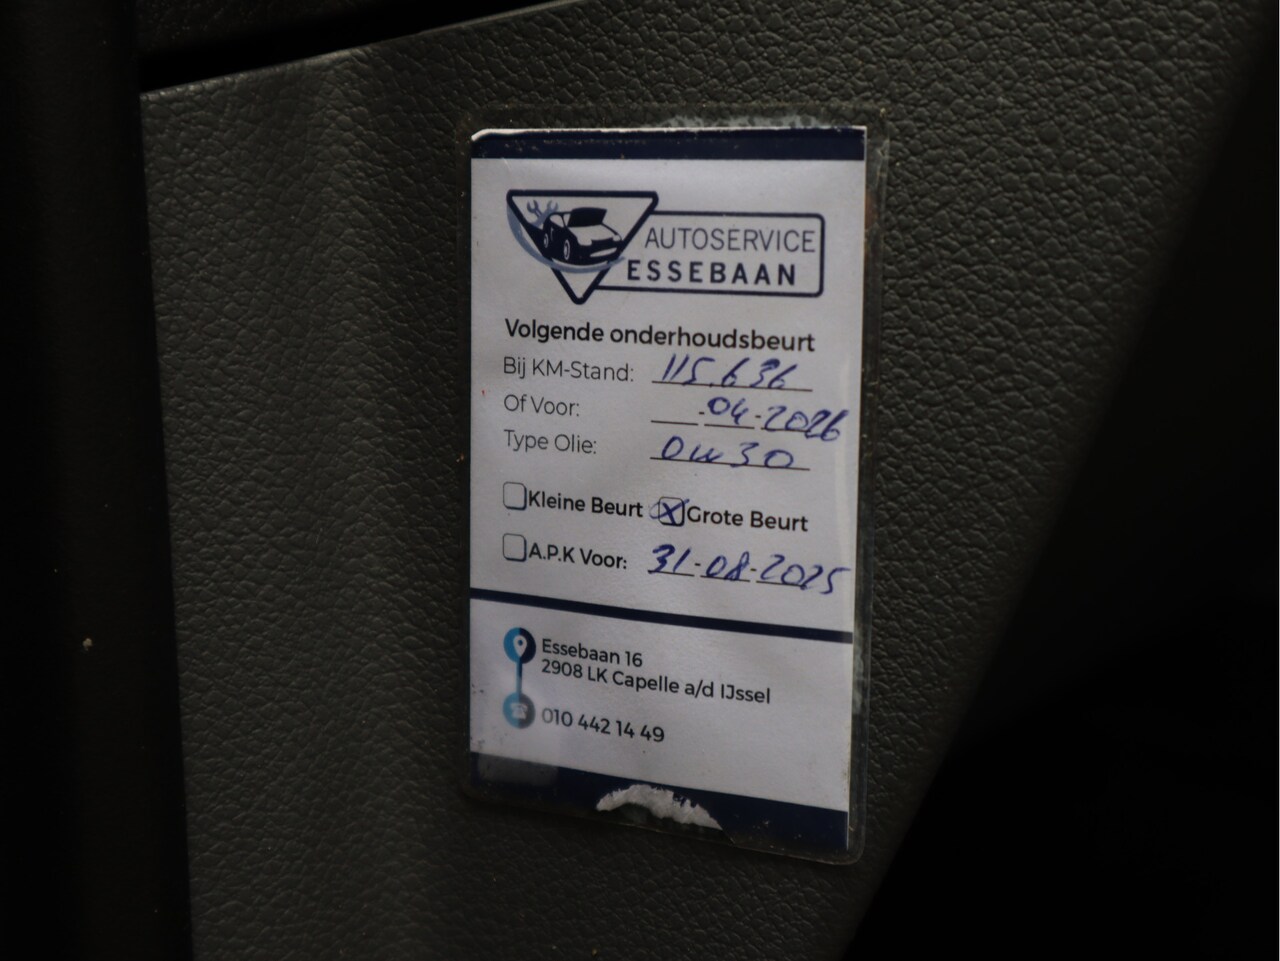 AUTOSERVICE
ESSEBAAN
Volgende onderhoudsbeurt
Bij KM-Stand: 115.636
Of Voor: -04-2026
Type Olie: 0w30
Kleine Beurt Grote Beurt
A.P.K Voor: 31-08-2025
Essebaan 16
2908 LK Capelle a/d IJssel
010 442 14 49